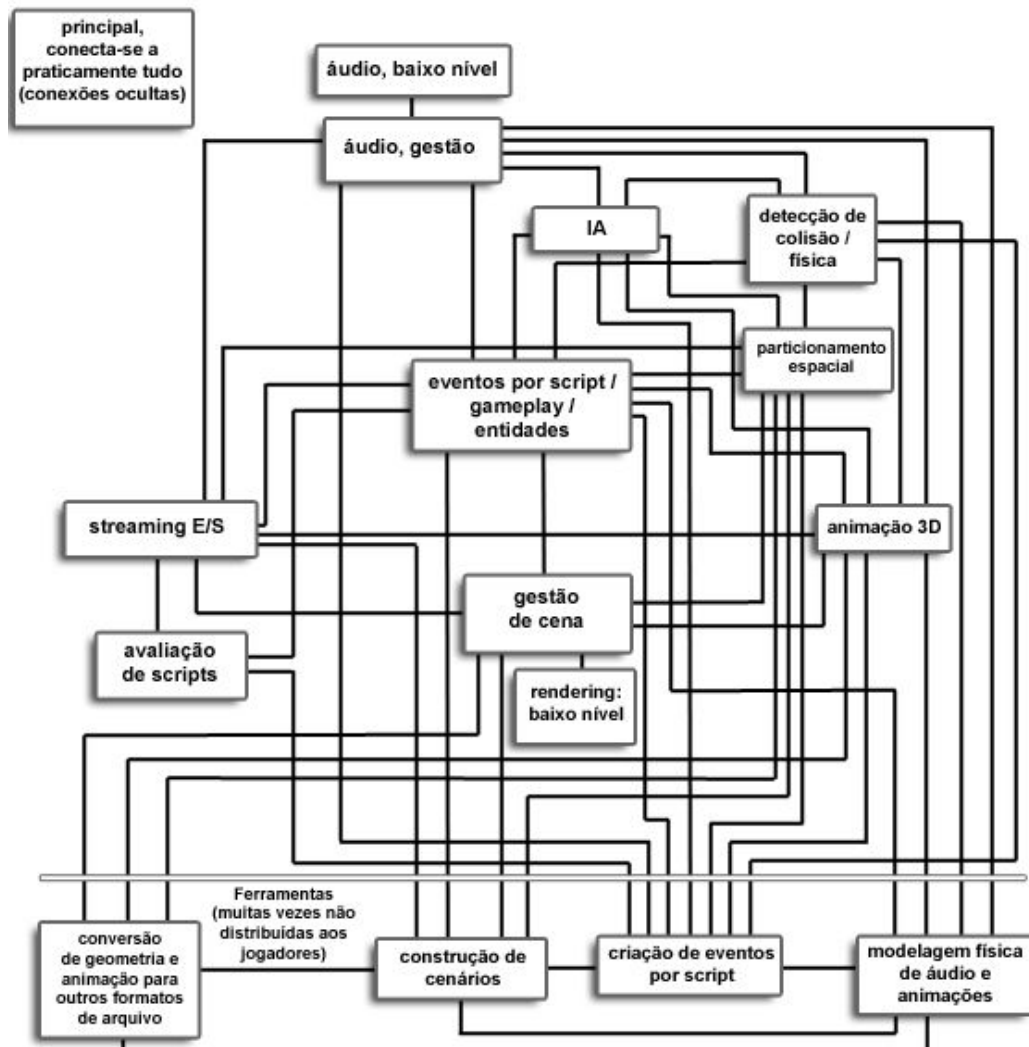 principal,
conecta-se a
praticamente tudo
(conexões ocultas)
áudio, baixo nível
áudio, gestão
IA
detecção de
colisão /
física
particionamento
espacial
eventos por script /
gameplay /
entidades
streaming E/S
animação 3D
gestão
de cena
avaliação
de scripts
rendering:
baixo nível
Ferramentas
(muitas vezes não
distribuídas aos
jogadores)
conversão
de geometria e
animação para
outros formatos
de arquivo
construção de
cenários
criação de eventos
por script
modelagem física
de áudio e
animações